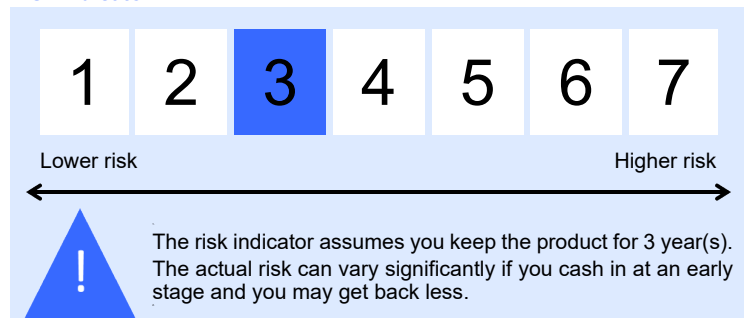 1 2 3 4 5 6 7
Lower risk Higher risk
!
The risk indicator assumes you keep the product for 3 year(s).
The actual risk can vary significantly if you cash in at an early
stage and you may get back less.